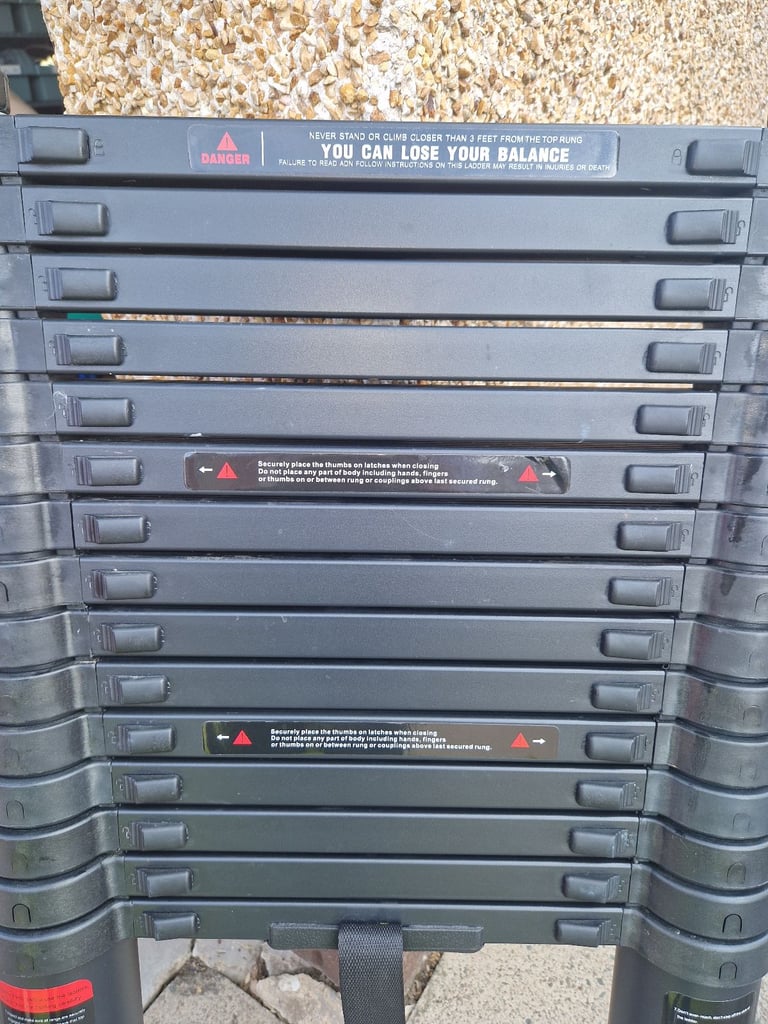 NEVER STAND OR CLIMB CLOSER THAN 3 FEET FROM THE TOP RUNG
DANGER
YOU CAN LOSE YOUR BALANCE
FAILURE TO READ ADN FOLLOW INSTRUCTIONS ON THIS LADDER MAY RESULT IN INJURIES OR DEATH
Securely place the thumbs on latches when closing
Do not place any part of body including hands, fingers
or thumbs on or between rung or couplings above last secured rung.
Securely place the thumbs on latches when closing
Do not place any part of body including hands, fingers
or thumbs on or between rung or couplings above last secured rung.